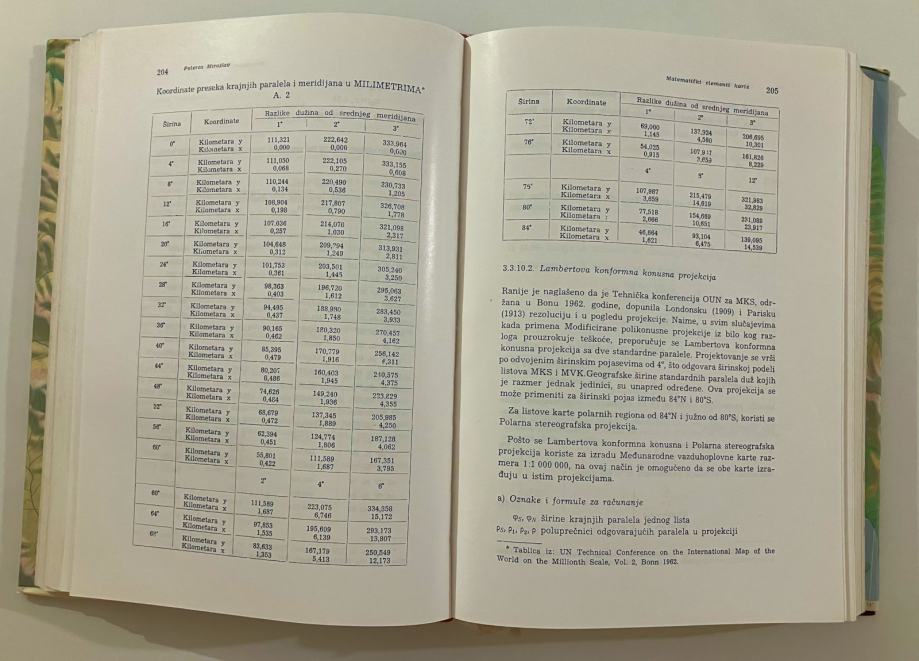 204 Peterca Miroslav
Koordinate preseka krajnjih paralela i meridijana u MILIMETRIMA*
A. 2
Širina Koordinate Razlike dužina od srednjeg meridijana
1° 2° 3°
0° Kilometara y 111,321 222,642 333,964
Kilometara x 0,000 0,000 0,000
4° Kilometara y 111,050 222,105 333,155
Kilometara x 0,068 0,270 0,608
8° Kilometara y 110,244 220,490 330,733
Kilometara x 0,134 0,536 1,205
12° Kilometara y 108,904 217,807 326,708
Kilometara x 0,198 0,790 1,778
16° Kilometara y 107,036 214,070 321,098
Kilometara x 0,257 1,030 2,317
20° Kilometara y 104,648 209,794 313,931
Kilometara x 0,312 1,249 2,811
24° Kilometara y 101,753 203,501 305,240
Kilometara x 0,361 1,445 3,250
28° Kilometara y 98,363 196,720 295,063
Kilometara x 0,403 1,612 3,627
32° Kilometara y 94,495 188,980 283,450
Kilometara x 0,437 1,748 3,933
36° Kilometara y 90,165 180,320 270,457
Kilometara x 0,462 1,850 4,162
40° Kilometara y 85,395 170,779 256,142
Kilometara x 0,479 1,916 4,311
44° Kilometara y 80,207 160,403 240,575
Kilometara x 0,486 1,945 4,375
48° Kilometara y 74,626 149,240 223,829
Kilometara x 0,484 1,936 4,355
52° Kilometara y 68,679 137,345 205,985
Kilometara x 0,472 1,889 4,250
56° Kilometara y 62,394 124,774 187,128
Kilometara x 0,451 1,806 4,062
60° Kilometara y 55,801 111,589 167,351
Kilometara x 0,422 1,687 3,795
2° 4° 6°
60° Kilometara y 111,589 223,075 334,358
Kilometara x 1,687 6,746 15,172
64° Kilometara y 97,853 195,609 293,173
Kilometara x 1,535 6,139 13,807
68° Kilometara y 83,633 167,179 250,549
Kilometara x 1,353 5,413 12,173
Matematički elementi karte 205
Širina Koordinate Razlike dužina od srednjeg meridijana
1° 2° 3°
72° Kilometara y 69,000 137,924 206,695
Kilometara x 1,145 4,580 10,301
76° Kilometara y 54,025 107,987 161,826
Kilometara x 0,915 3,659 8,229
4° 8° 12°
Kilometara y 107,987 215,479 321,983
Kilometara x 3,659 14,619 32,829
80° Kilometara y 77,518 154,669 231,089
Kilometara 2,666 10,651 23,917
84° Kilometara y 46,664 93,104 139,095
Kilometara x 1,621 6,475 14,539
3.3.10.2. Lambertova konformna konusna projekcija
Ranije je naglašeno da je Tehnička konferencija OUN za MKS, odr-
žana u Bonu 1962. godine, dopunila Londonsku (1909) i Parisku
(1913) rezoluciju i u pogledu projekcije. Naime, u svim slučajevima
kada primena Modificirane polikonusne projekcije iz bilo kog raz-
loga prouzrokuje teškoće, preporučuje se Lambertova konformna
konusna projekcija sa dve standardne paralele. Projektovanje se vrši
po odvojenim širinskim pojasevima od 4°, što odgovara širinskoj podeli
listova MKS i MVK.Geografske širine standardnih paralela duž kojih
je razmer jednak jedinici, su unapred određene. Ova projekcija se
može primeniti za širinski pojas između 84°N i 80°S.
Za listove karte polarnih regiona od 84°N i južno od 80°S, koristi se
Polarna stereografska projekcija.
Pošto se Lambertova konformna konusna i Polarna stereografska
projekcija koriste za izradu Međunarodne vazduhoplovne karte raz-
mera 1:1 000 000, na ovaj način je omogućeno da se obe karte izra-
đuju u istim projekcijama.
a) Oznake i formule za računanje
φS, φN širine krajnjih paralela jednog lista
ρS, ρ1, ρ2, ρ poluprečnici odgovarajućih paralela u projekciji
* Tablica iz: UN Technical Conference on the International Map of the
World on the Millionth Scale, Vol. 2, Bonn 1962.